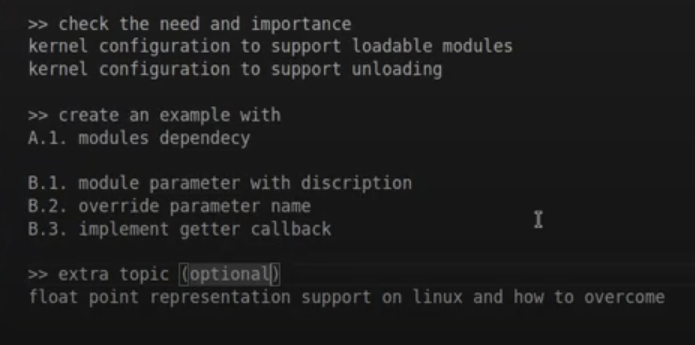 >> check the need and importance
kernel configuration to support loadable modules
kernel configuration to support unloading
>> create an example with
A.1. modules dependecy
B.1. module parameter with discription
B.2. override parameter name
B.3. implement getter callback
>> extra topic (optional)
float point representation support on linux and how to overcome